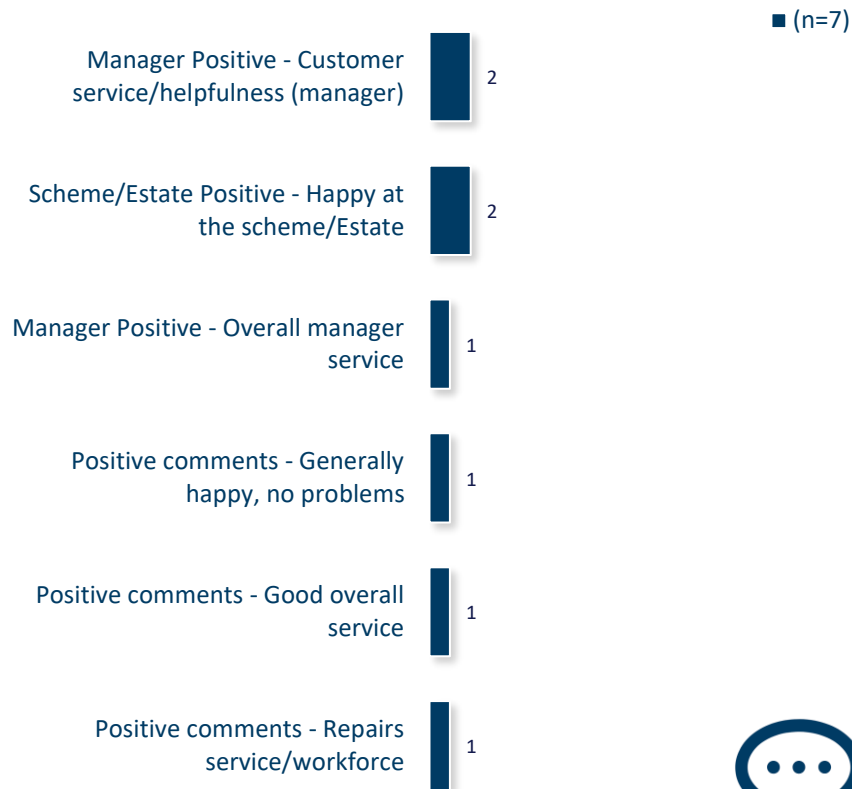 ■ (n=7)
Manager Positive - Customer
service/helpfulness (manager)
2
Scheme/Estate Positive - Happy at
the scheme/Estate
2
Manager Positive - Overall manager
service
1
Positive comments - Generally
happy, no problems
1
Positive comments - Good overall
service
1
Positive comments - Repairs
service/workforce
1